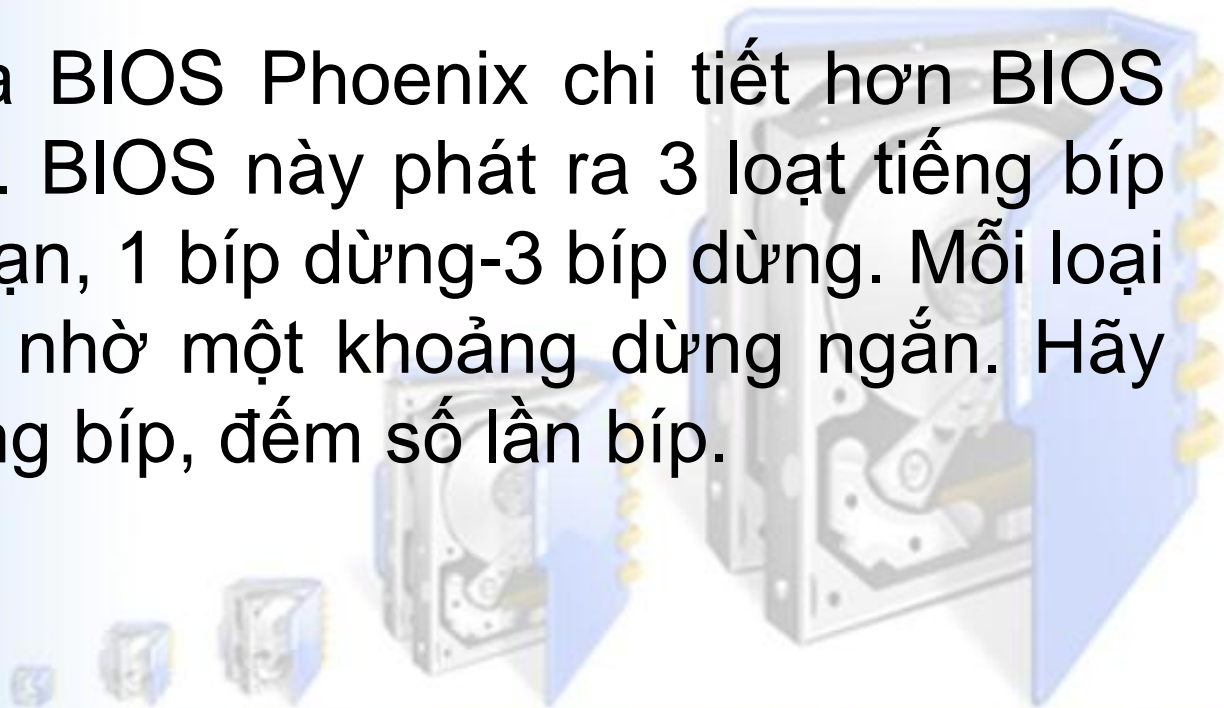 a BIOS Phoenix chi tiết hơn BIOS
. BIOS này phát ra 3 loạt tiếng bíp
ạn, 1 bíp dừng-3 bíp dừng. Mỗi loại
nhờ một khoảng dừng ngắn. Hãy
ng bíp, đếm số lần bíp.